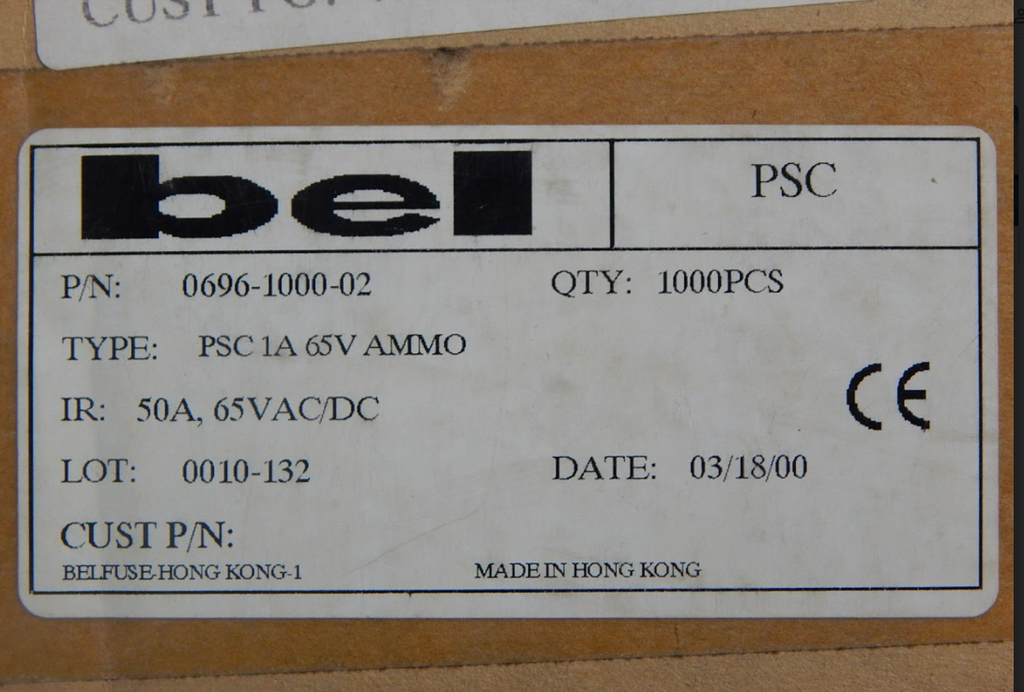 bel
PSC
P/N: 0696-1000-02 QTY: 1000PCS
TYPE: PSC 1A 65V AMMO
IR: 50A, 65VAC/DC
CE
LOT: 0010-132 DATE: 03/18/00
CUST P/N:
BELFUSE-HONG KONG-1 MADE IN HONG KONG